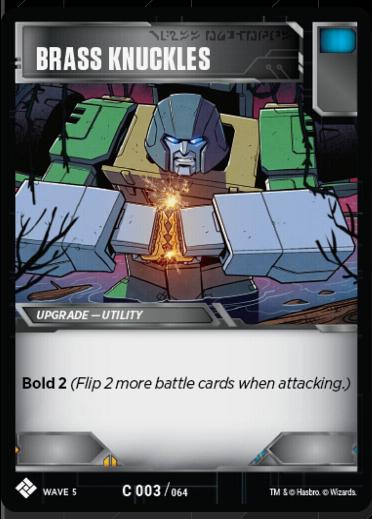 BRASS KNUCKLES
UPGRADE — UTILITY
Bold 2 (Flip 2 more battle cards when attacking.)
WAVE 5 C 003 / 064 TM & © Hasbro. © Wizards.